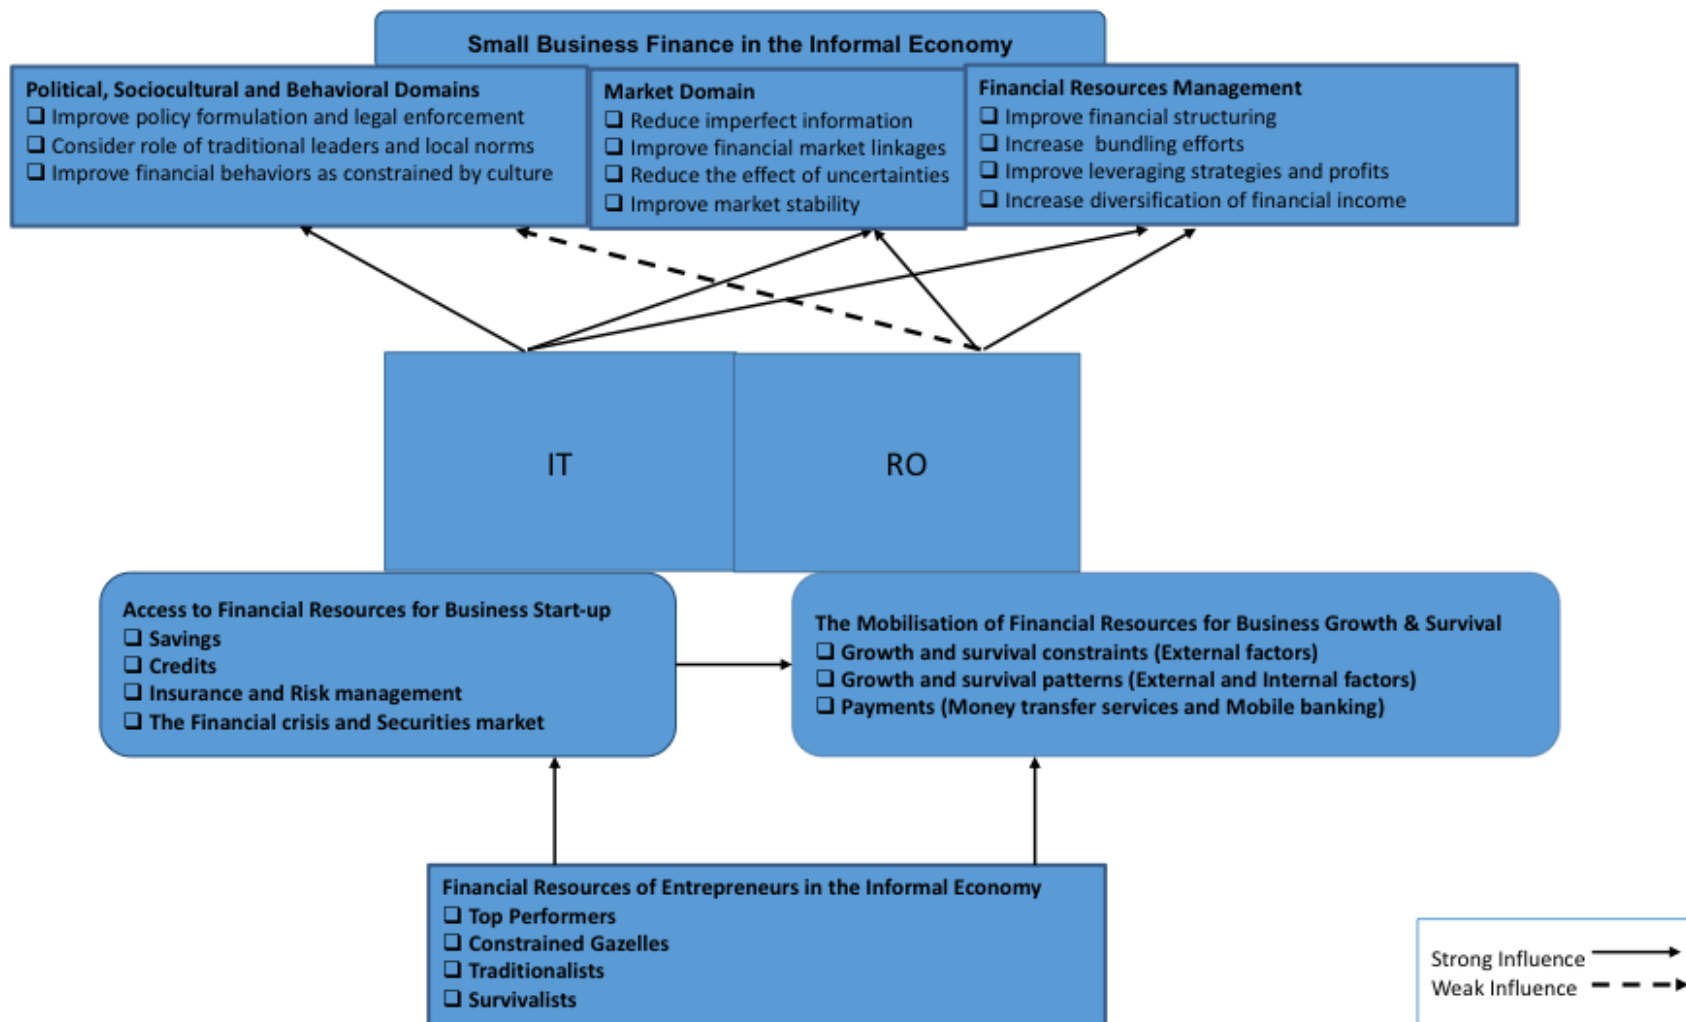 Small Business Finance in the Informal Economy
Political, Sociocultural and Behavioral Domains
❑ Improve policy formulation and legal enforcement
❑ Consider role of traditional leaders and local norms
❑ Improve financial behaviors as constrained by culture
Market Domain
❑ Reduce imperfect information
❑ Improve financial market linkages
❑ Reduce the effect of uncertainties
❑ Improve market stability
Financial Resources Management
❑ Improve financial structuring
❑ Increase bundling efforts
❑ Improve leveraging strategies and profits
❑ Increase diversification of financial income
IT
RO
Access to Financial Resources for Business Start-up
❑ Savings
❑ Credits
❑ Insurance and Risk management
❑ The Financial crisis and Securities market
The Mobilisation of Financial Resources for Business Growth & Survival
❑ Growth and survival constraints (External factors)
❑ Growth and survival patterns (External and Internal factors)
❑ Payments (Money transfer services and Mobile banking)
Financial Resources of Entrepreneurs in the Informal Economy
❑ Top Performers
❑ Constrained Gazelles
❑ Traditionalists
❑ Survivalists
Strong Influence
Weak Influence